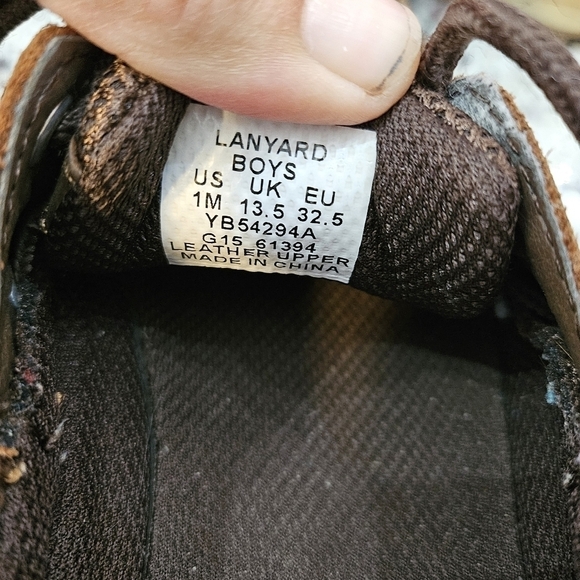 LANYARD
BOYS
US UK EU
1M 13.5 32.5
YB54294A
G15 61394
LEATHER UPPER
MADE IN CHINA